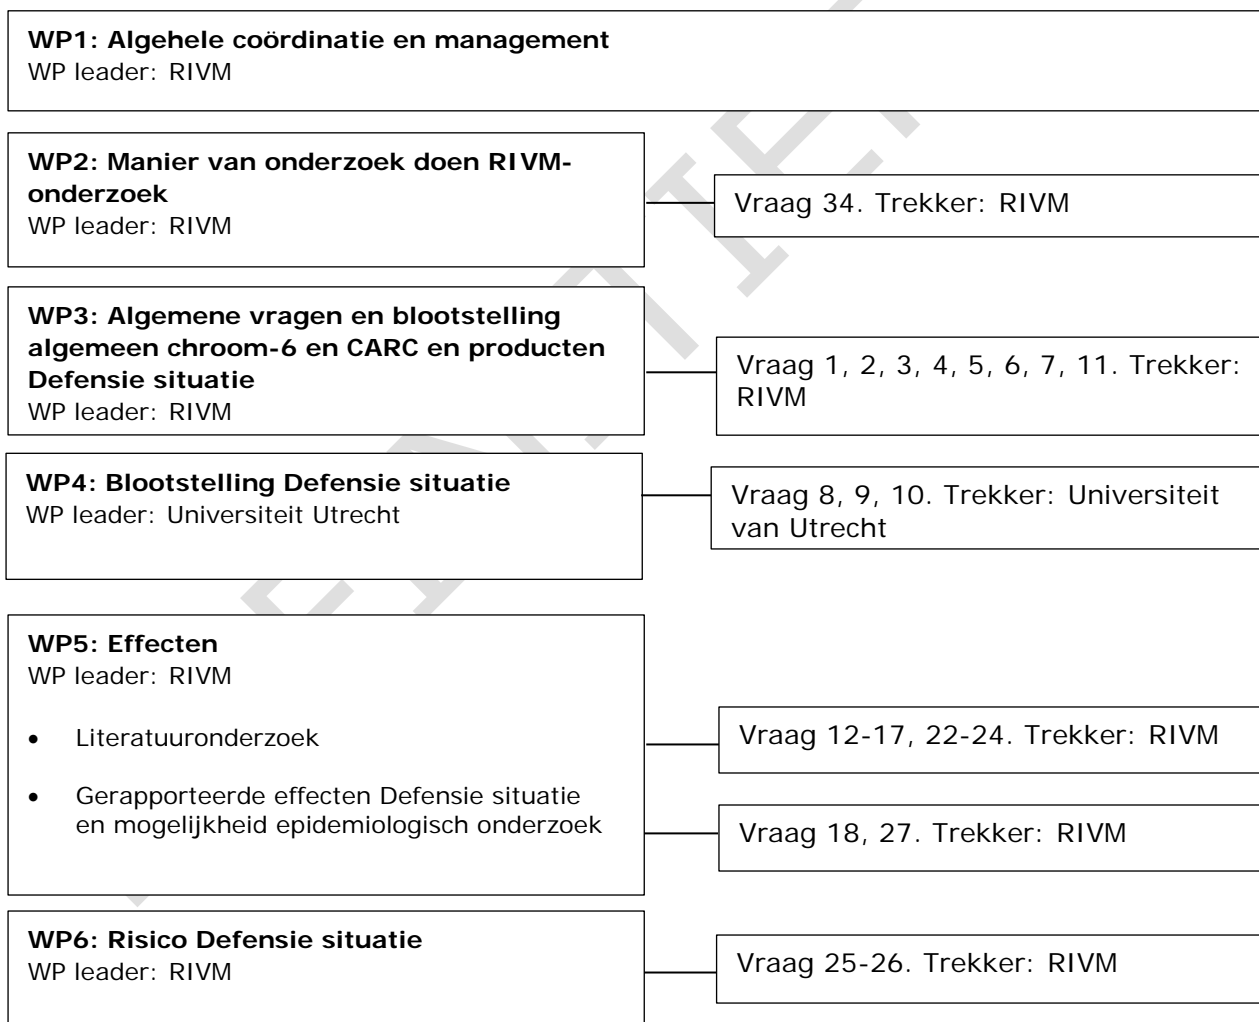 WP1: Algehele coördinatie en management
WP leader: RIVM
WP2: Manier van onderzoek doen RIVM-
onderzoek
WP leader: RIVM
Vraag 34. Trekker: RIVM
WP3: Algemene vragen en blootstelling
algemeen chroom-6 en CARC en producten
Defensie situatie
WP leader: RIVM
Vraag 1, 2, 3, 4, 5, 6, 7, 11. Trekker:
RIVM
WP4: Blootstelling Defensie situatie
WP leader: Universiteit Utrecht
Vraag 8, 9, 10. Trekker: Universiteit
van Utrecht
WP5: Effecten
WP leader: RIVM
• Literatuuronderzoek
Vraag 12-17, 22-24. Trekker: RIVM
• Gerapporteerde effecten Defensie situatie
en mogelijkheid epidemiologisch onderzoek
Vraag 18, 27. Trekker: RIVM
WP6: Risico Defensie situatie
WP leader: RIVM
Vraag 25-26. Trekker: RIVM